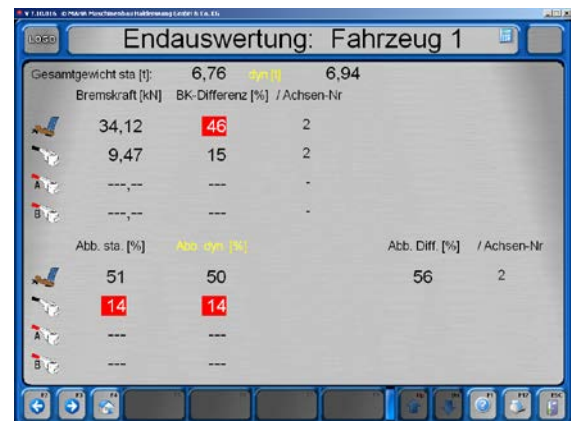 LOGO Endauswertung: Fahrzeug 1
Gesamtgewicht sta [t]: 6,76 dyn [t] 6,94
Bremskraft [kN] BK-Differenz [%] / Achsen-Nr
34,12 46 2
9,47 15 2
A ---,-- --- -
B ---,-- --- -
Abb. sta. [%] Abb. dyn. [%] Abb. Diff. [%] / Achsen-Nr
51 50 56 2
14 14
A --- ---
B --- ---